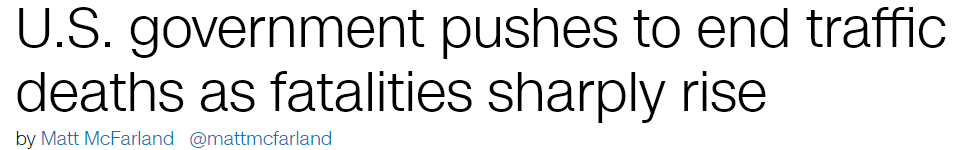 U.S. government pushes to end traffic
deaths as fatalities sharply rise
by Matt McFarland @mattmcfarland